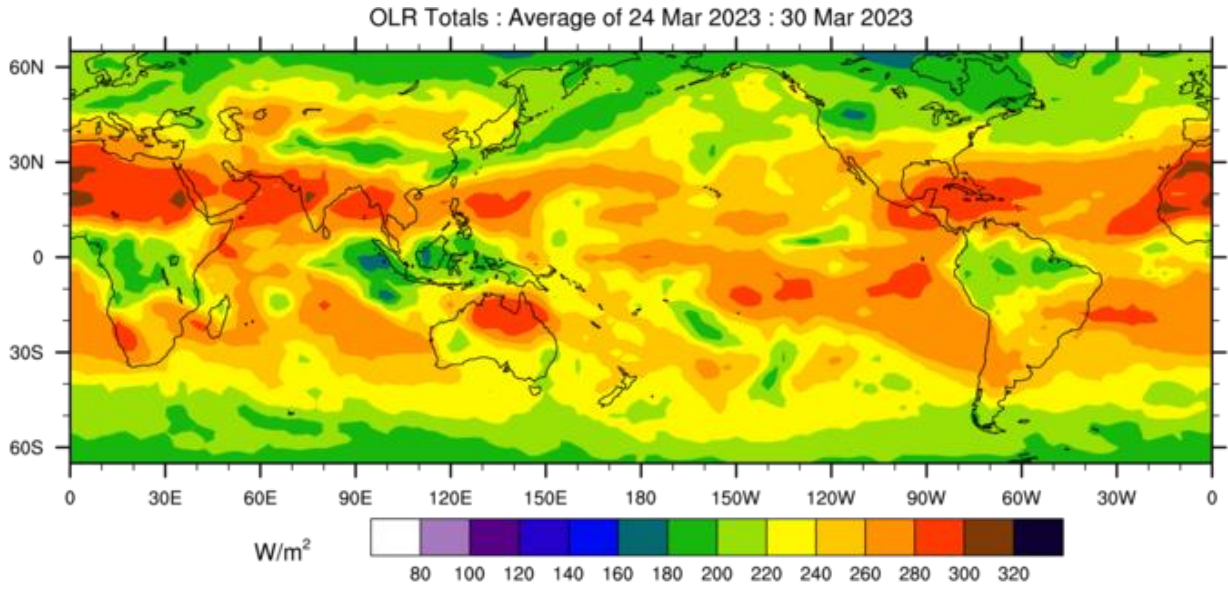 OLR Totals : Average of 24 Mar 2023 : 30 Mar 2023
60N
30N
0
30S
60S
0 30E 60E 90E 120E 150E 180 150W 120W 90W 60W 30W 0
W/m²
80 100 120 140 160 180 200 220 240 260 280 300 320